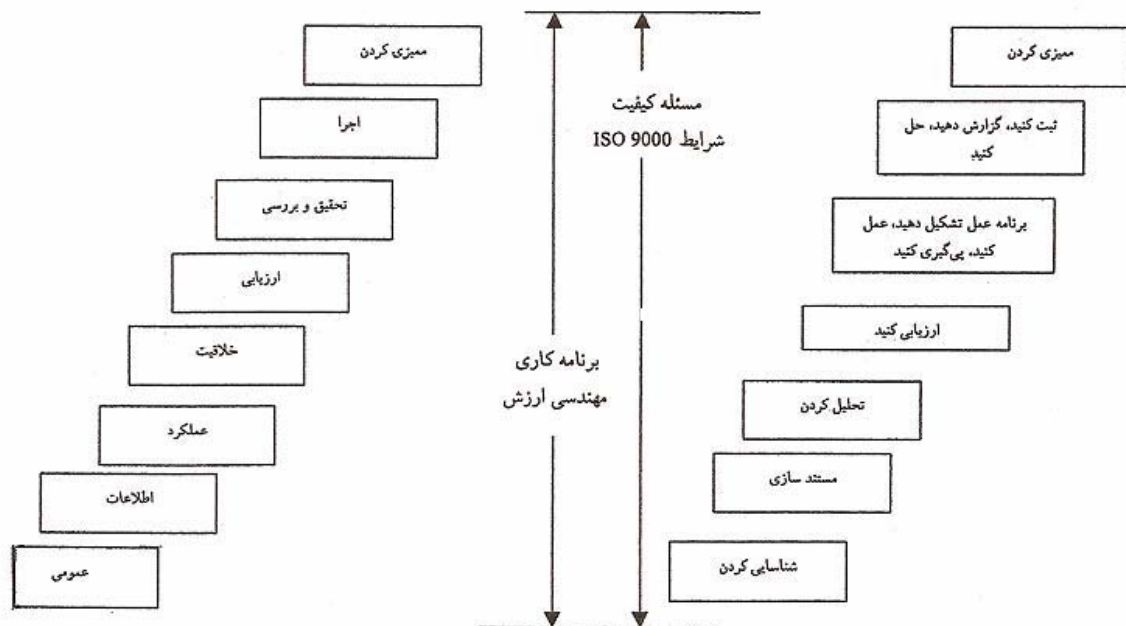 ممیزی کردن
اجرا
تحقیق و بررسی
ارزیابی
خلاقیت
عملکرد
اطلاعات
عمومی
مسئله کیفیت
شرایط ISO 9000
برنامه کاری
مهندسی ارزش
ممیزی کردن
ثبت کنید، گزارش دهید، حل
کنید
برنامه عمل تشکیل دهید، عمل
کنید، پی‌گیری کنید
ارزیابی کنید
تحلیل کردن
مستند سازی
شناسایی کردن